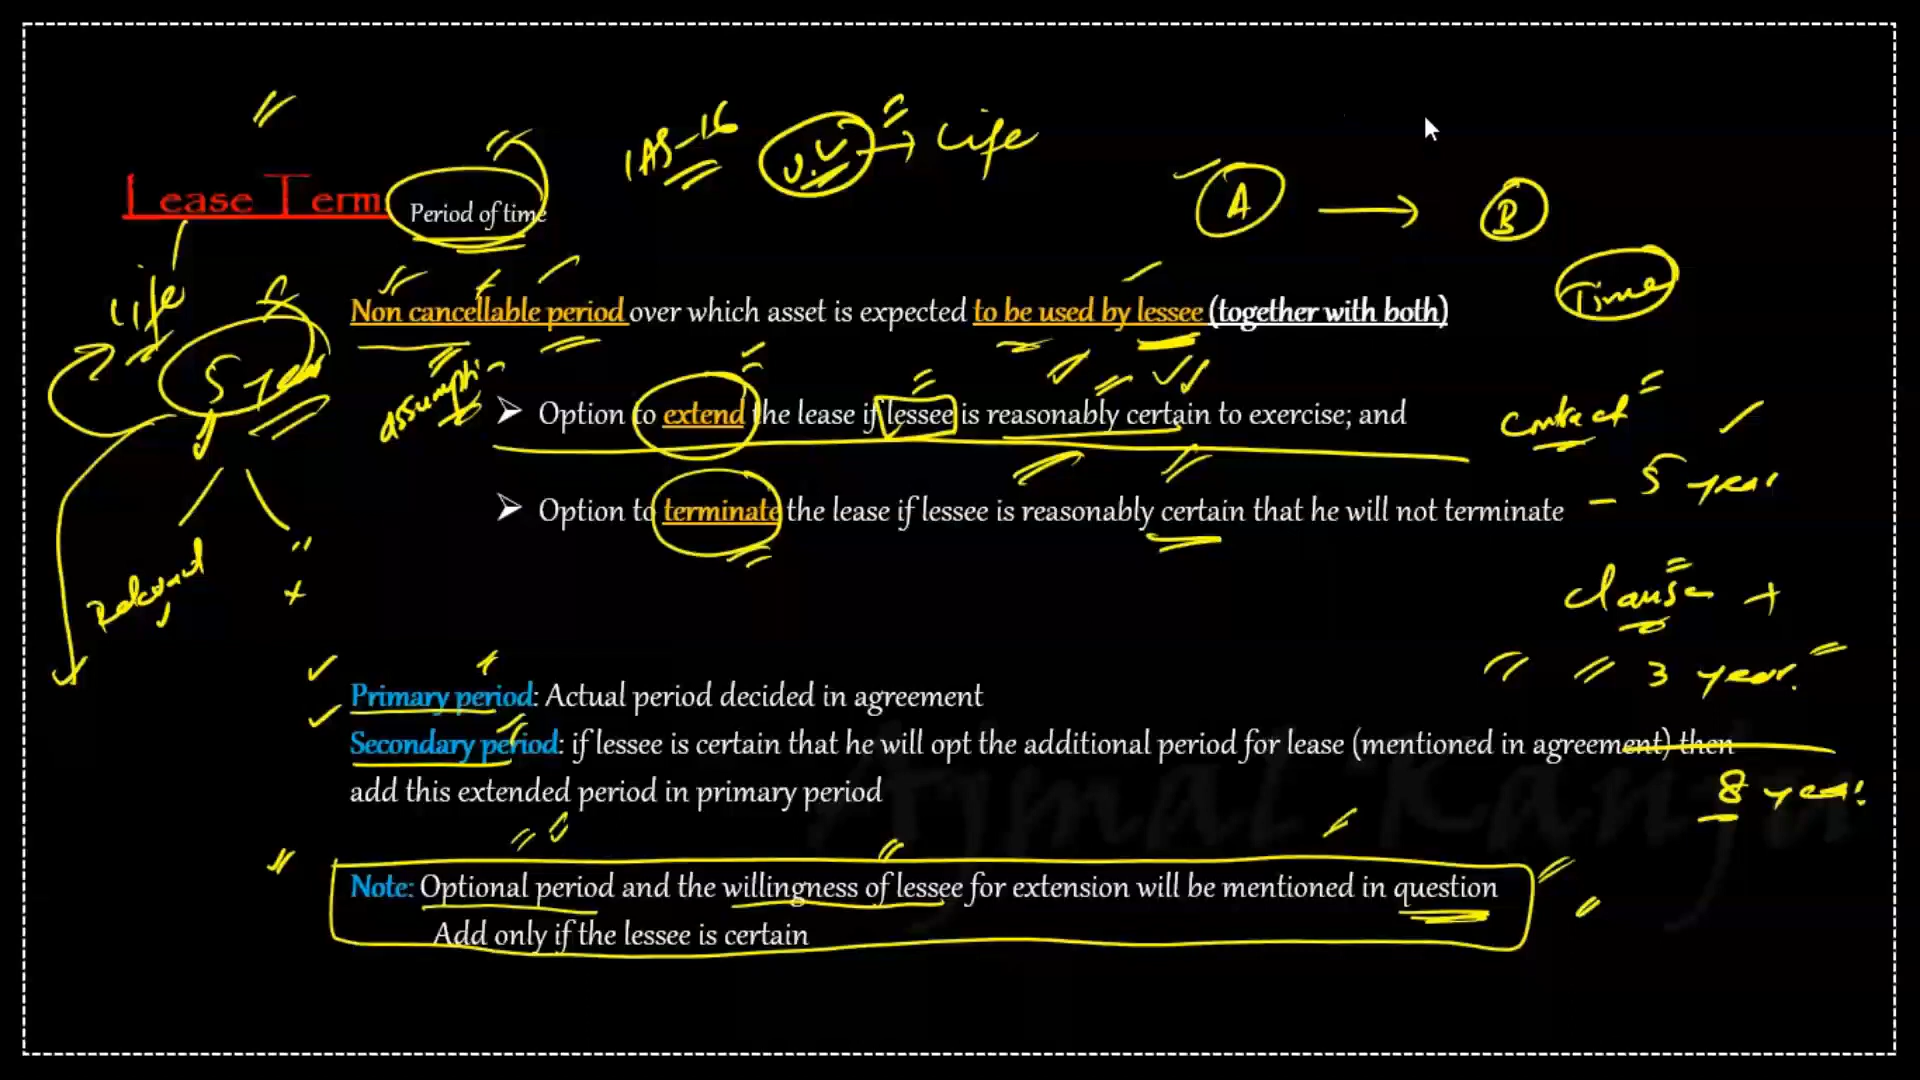 IAS-16 U.V → Life
A → B
Lease Term Period of time
Time
Life
Non cancellable period over which asset is expected to be used by lessee (together with both)
5 year
assumption
Option to extend the lease if lessee is reasonably certain to exercise; and
contract
5 year
Option to terminate the lease if lessee is reasonably certain that he will not terminate
Relevant
clause +
3 year
Primary period: Actual period decided in agreement
Secondary period: if lessee is certain that he will opt the additional period for lease (mentioned in agreement) then
add this extended period in primary period
8 year
Note: Optional period and the willingness of lessee for extension will be mentioned in question
Add only if the lessee is certain